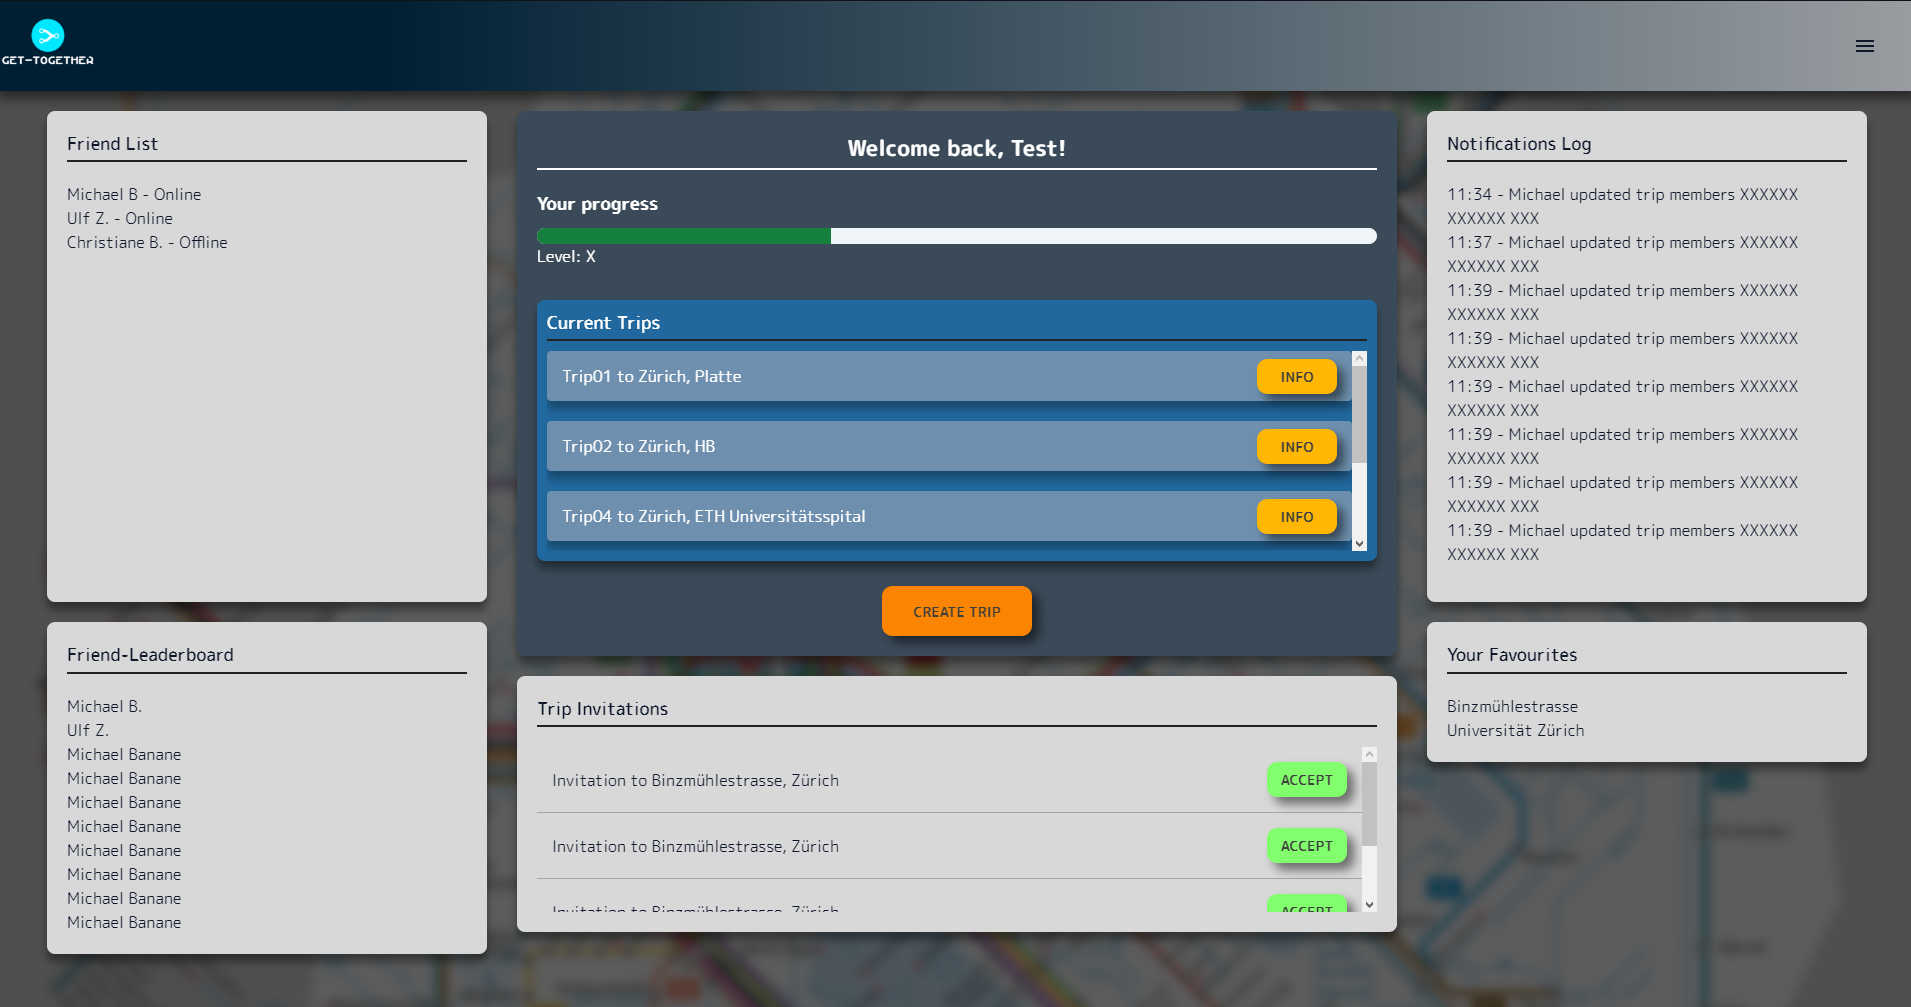 GET-TOGETHER
Friend List
Michael B - Online
Ulf Z. - Online
Christiane B. - Offline
Friend-Leaderboard
Michael B.
Ulf Z.
Michael Banane
Michael Banane
Michael Banane
Michael Banane
Michael Banane
Michael Banane
Michael Banane
Michael Banane
Welcome back, Test!
Your progress
Level: X
Current Trips
Trip01 to Zürich, Platte INFO
Trip02 to Zürich, HB INFO
Trip04 to Zürich, ETH Universitätsspital INFO
CREATE TRIP
Trip Invitations
Invitation to Binzmühlestrasse, Zürich ACCEPT
Invitation to Binzmühlestrasse, Zürich ACCEPT
Invitation to Binzmühlestrasse, Zürich ACCEPT
Notifications Log
11:34 - Michael updated trip members XXXXXX
XXXXXX XXX
11:37 - Michael updated trip members XXXXXX
XXXXXX XXX
11:39 - Michael updated trip members XXXXXX
XXXXXX XXX
11:39 - Michael updated trip members XXXXXX
XXXXXX XXX
11:39 - Michael updated trip members XXXXXX
XXXXXX XXX
11:39 - Michael updated trip members XXXXXX
XXXXXX XXX
11:39 - Michael updated trip members XXXXXX
XXXXXX XXX
11:39 - Michael updated trip members XXXXXX
XXXXXX XXX
Your Favourites
Binzmühlestrasse
Universität Zürich